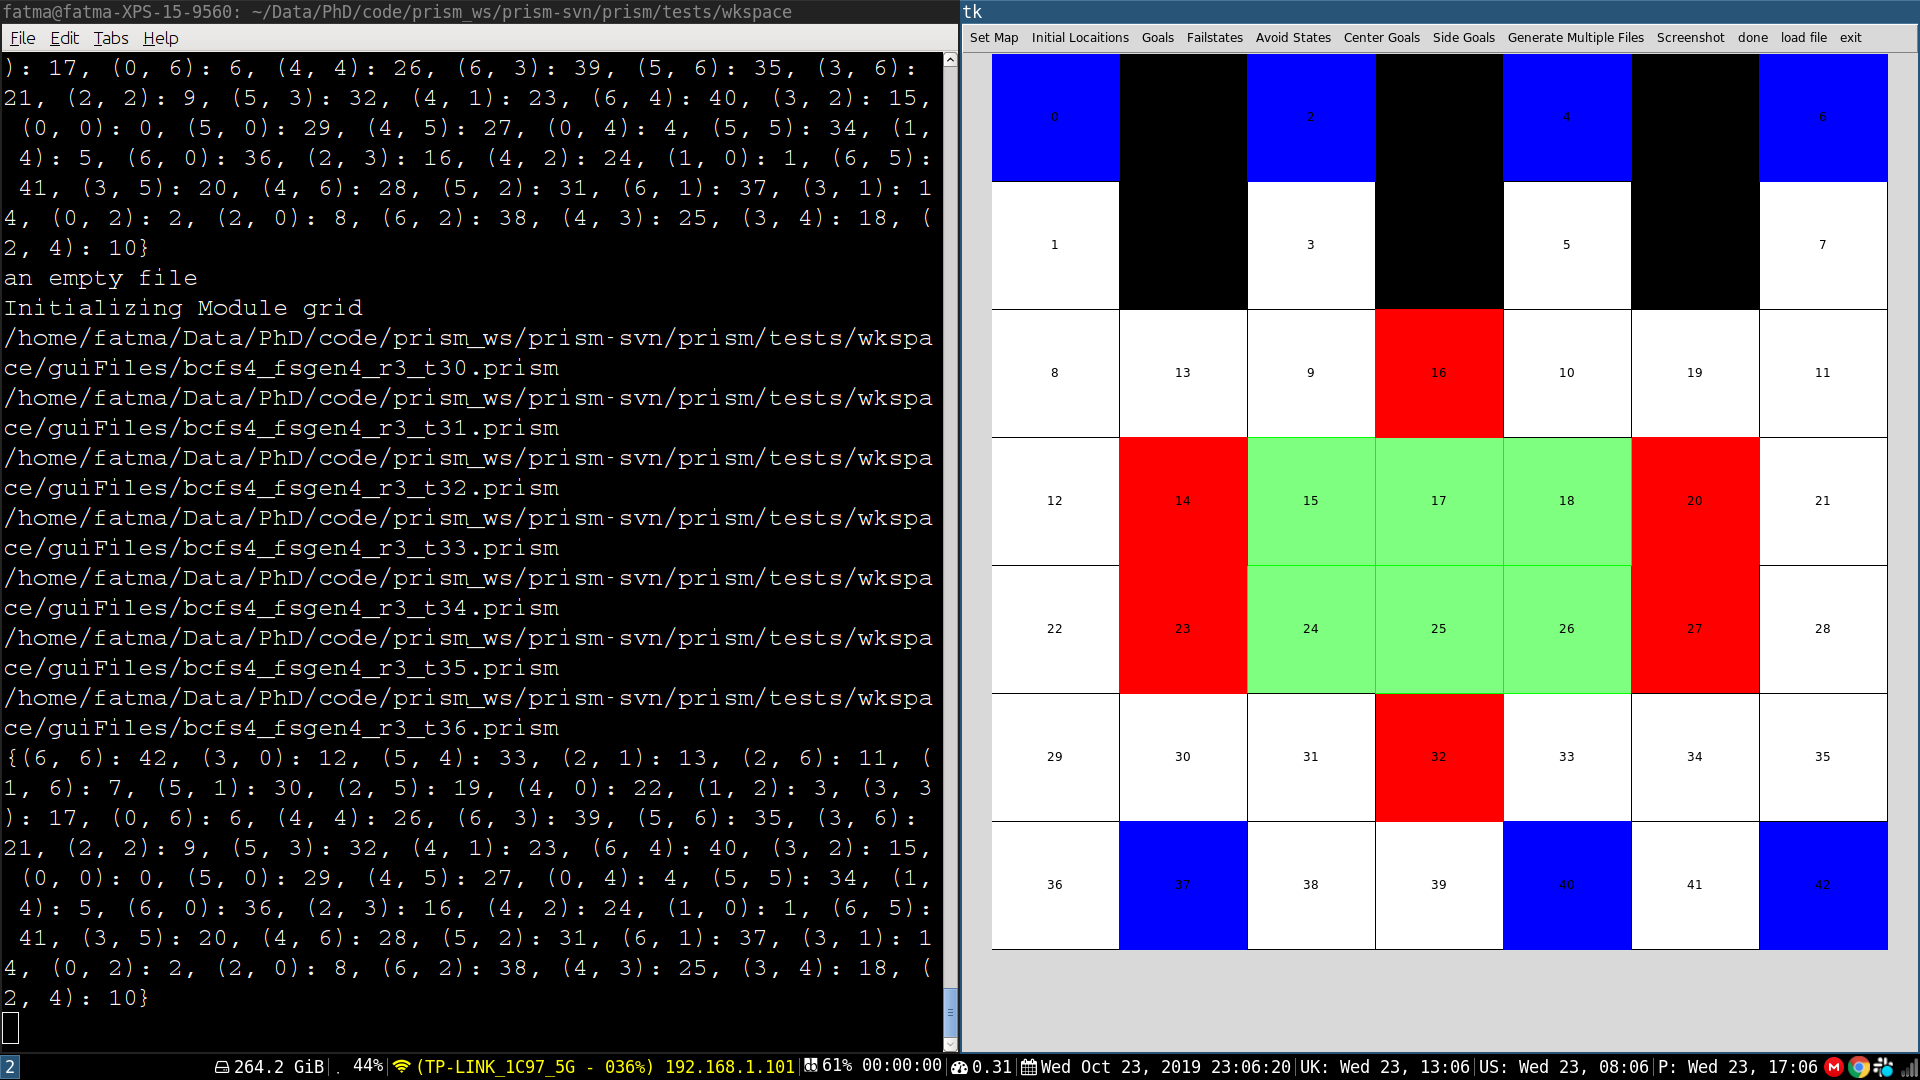 fatma@fatma-XPS-15-9560: ~/Data/PhD/code/prism_ws/prism-svn/prism/tests/wkspace
File Edit Tabs Help
): 17, (0, 6): 6, (4, 4): 26, (6, 3): 39, (5, 6): 35, (3, 6):
21, (2, 2): 9, (5, 3): 32, (4, 1): 23, (6, 4): 40, (3, 2): 15,
(0, 0): 0, (5, 0): 29, (4, 5): 27, (0, 4): 4, (5, 5): 34, (1,
4): 5, (6, 0): 36, (2, 3): 16, (4, 2): 24, (1, 0): 1, (6, 5):
41, (3, 5): 20, (4, 6): 28, (5, 2): 31, (6, 1): 37, (3, 1): 1
4, (0, 2): 2, (2, 0): 8, (6, 2): 38, (4, 3): 25, (3, 4): 18, (
2, 4): 10}
an empty file
Initializing Module grid
/home/fatma/Data/PhD/code/prism_ws/prism-svn/prism/tests/wkspa
ce/guiFiles/bcfs4_fsgen4_r3_t30.prism
/home/fatma/Data/PhD/code/prism_ws/prism-svn/prism/tests/wkspa
ce/guiFiles/bcfs4_fsgen4_r3_t31.prism
/home/fatma/Data/PhD/code/prism_ws/prism-svn/prism/tests/wkspa
ce/guiFiles/bcfs4_fsgen4_r3_t32.prism
/home/fatma/Data/PhD/code/prism_ws/prism-svn/prism/tests/wkspa
ce/guiFiles/bcfs4_fsgen4_r3_t33.prism
/home/fatma/Data/PhD/code/prism_ws/prism-svn/prism/tests/wkspa
ce/guiFiles/bcfs4_fsgen4_r3_t34.prism
/home/fatma/Data/PhD/code/prism_ws/prism-svn/prism/tests/wkspa
ce/guiFiles/bcfs4_fsgen4_r3_t35.prism
/home/fatma/Data/PhD/code/prism_ws/prism-svn/prism/tests/wkspa
ce/guiFiles/bcfs4_fsgen4_r3_t36.prism
{(6, 6): 42, (3, 0): 12, (5, 4): 33, (2, 1): 13, (2, 6): 11, (
1, 6): 7, (5, 1): 30, (2, 5): 19, (4, 0): 22, (1, 2): 3, (3, 3
): 17, (0, 6): 6, (4, 4): 26, (6, 3): 39, (5, 6): 35, (3, 6):
21, (2, 2): 9, (5, 3): 32, (4, 1): 23, (6, 4): 40, (3, 2): 15,
(0, 0): 0, (5, 0): 29, (4, 5): 27, (0, 4): 4, (5, 5): 34, (1,
4): 5, (6, 0): 36, (2, 3): 16, (4, 2): 24, (1, 0): 1, (6, 5):
41, (3, 5): 20, (4, 6): 28, (5, 2): 31, (6, 1): 37, (3, 1): 1
4, (0, 2): 2, (2, 0): 8, (6, 2): 38, (4, 3): 25, (3, 4): 18, (
2, 4): 10}
tk
Set Map Initial Locaitions Goals Failstates Avoid States Center Goals Side Goals Generate Multiple Files Screenshot done load file exit
0 2 4 6
1 3 5 7
8 13 9 16 10 19 11
12 14 15 17 18 20 21
22 23 24 25 26 27 28
29 30 31 32 33 34 35
36 37 38 39 40 41 42
2 264.2 GiB . 44% (TP-LINK_1C97_5G - 036%) 192.168.1.101 61% 00:00:00 0.31 Wed Oct 23, 2019 23:06:20 UK: Wed 23, 13:06 US: Wed 23, 08:06 P: Wed 23, 17:06